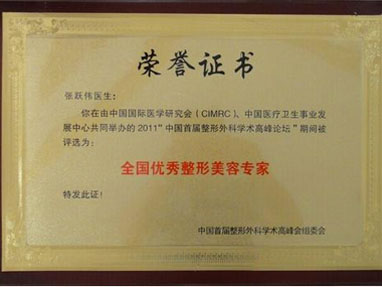 荣誉证书
张跃伟医生：
你在由中国国际医学研究会（CIMRC）、中国医疗卫生事业发
展中心共同举办的2011“中国首届整形外科学术高峰论坛”期间被
评选为：
全国优秀整形美容专家
特发此证！
中国首届整形外科学术高峰会组委会